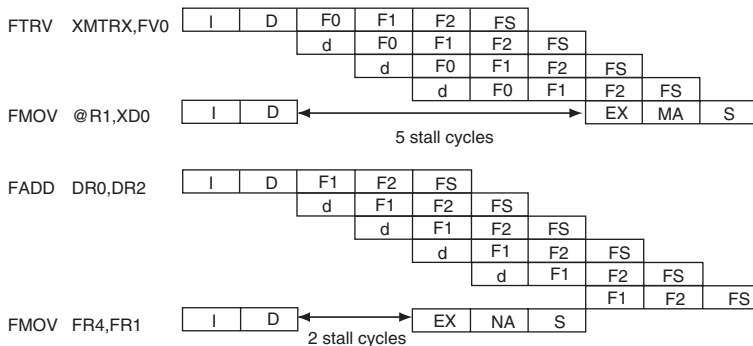 FTRV XMTRX,FV0 I D F0 F1 F2 FS
d F0 F1 F2 FS
d F0 F1 F2 FS
d F0 F1 F2 FS
FMOV @R1,XD0 I D EX MA S
5 stall cycles
FADD DR0,DR2 I D F1 F2 FS
d F1 F2 FS
d F1 F2 FS
d F1 F2 FS
d F1 F2 FS
F1 F2 FS
FMOV FR4,FR1 I D EX NA S
2 stall cycles